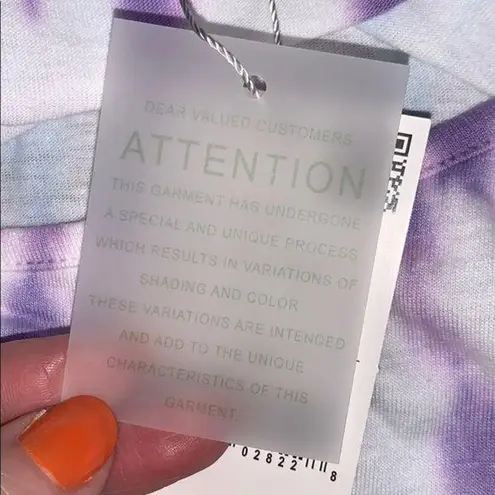 DEAR VALUED CUSTOMERS
ATTENTION
THIS GARMENT HAS UNDERGONE
A SPECIAL AND UNIQUE PROCESS
WHICH RESULTS IN VARIATIONS OF
SHADING AND COLOR
THESE VARIATIONS ARE INTENDED
AND ADD TO THE UNIQUE
CHARACTERISTICS OF THIS
GARMENT.